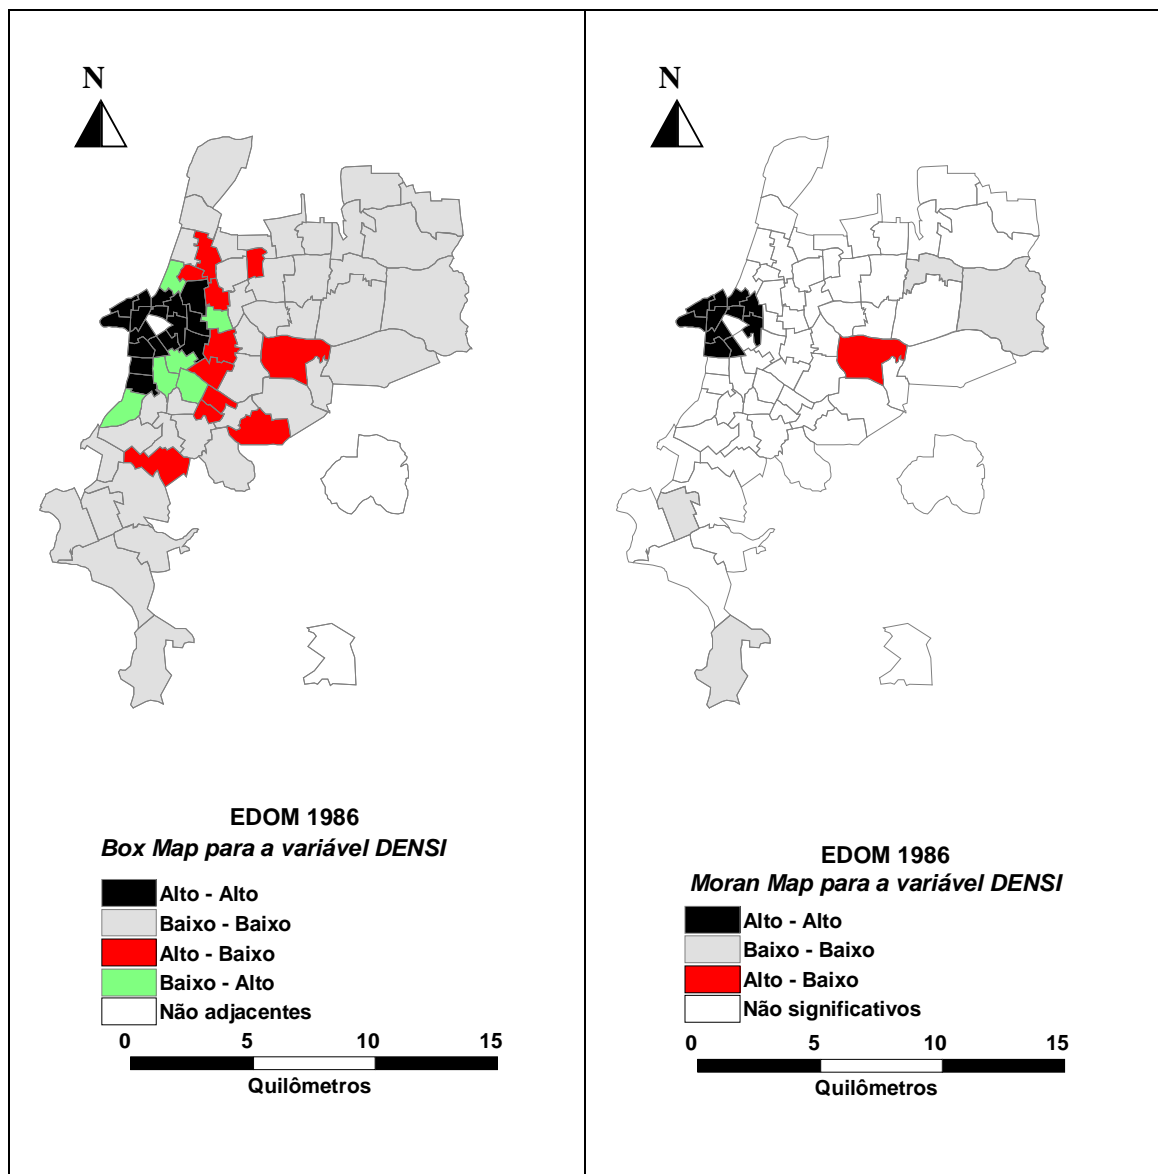 N
EDOM 1986
Box Map para a variável DENSI
Alto - Alto
Baixo - Baixo
Alto - Baixo
Baixo - Alto
Não adjacentes
0 5 10 15
Quilômetros
N
EDOM 1986
Moran Map para a variável DENSI
Alto - Alto
Baixo - Baixo
Alto - Baixo
Não significativos
0 5 10 15
Quilômetros